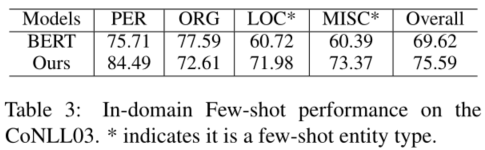 Models PER ORG LOC* MISC* Overall
BERT 75.71 77.59 60.72 60.39 69.62
Ours 84.49 72.61 71.98 73.37 75.59
Table 3: In-domain Few-shot performance on the
CoNLL03. * indicates it is a few-shot entity type.